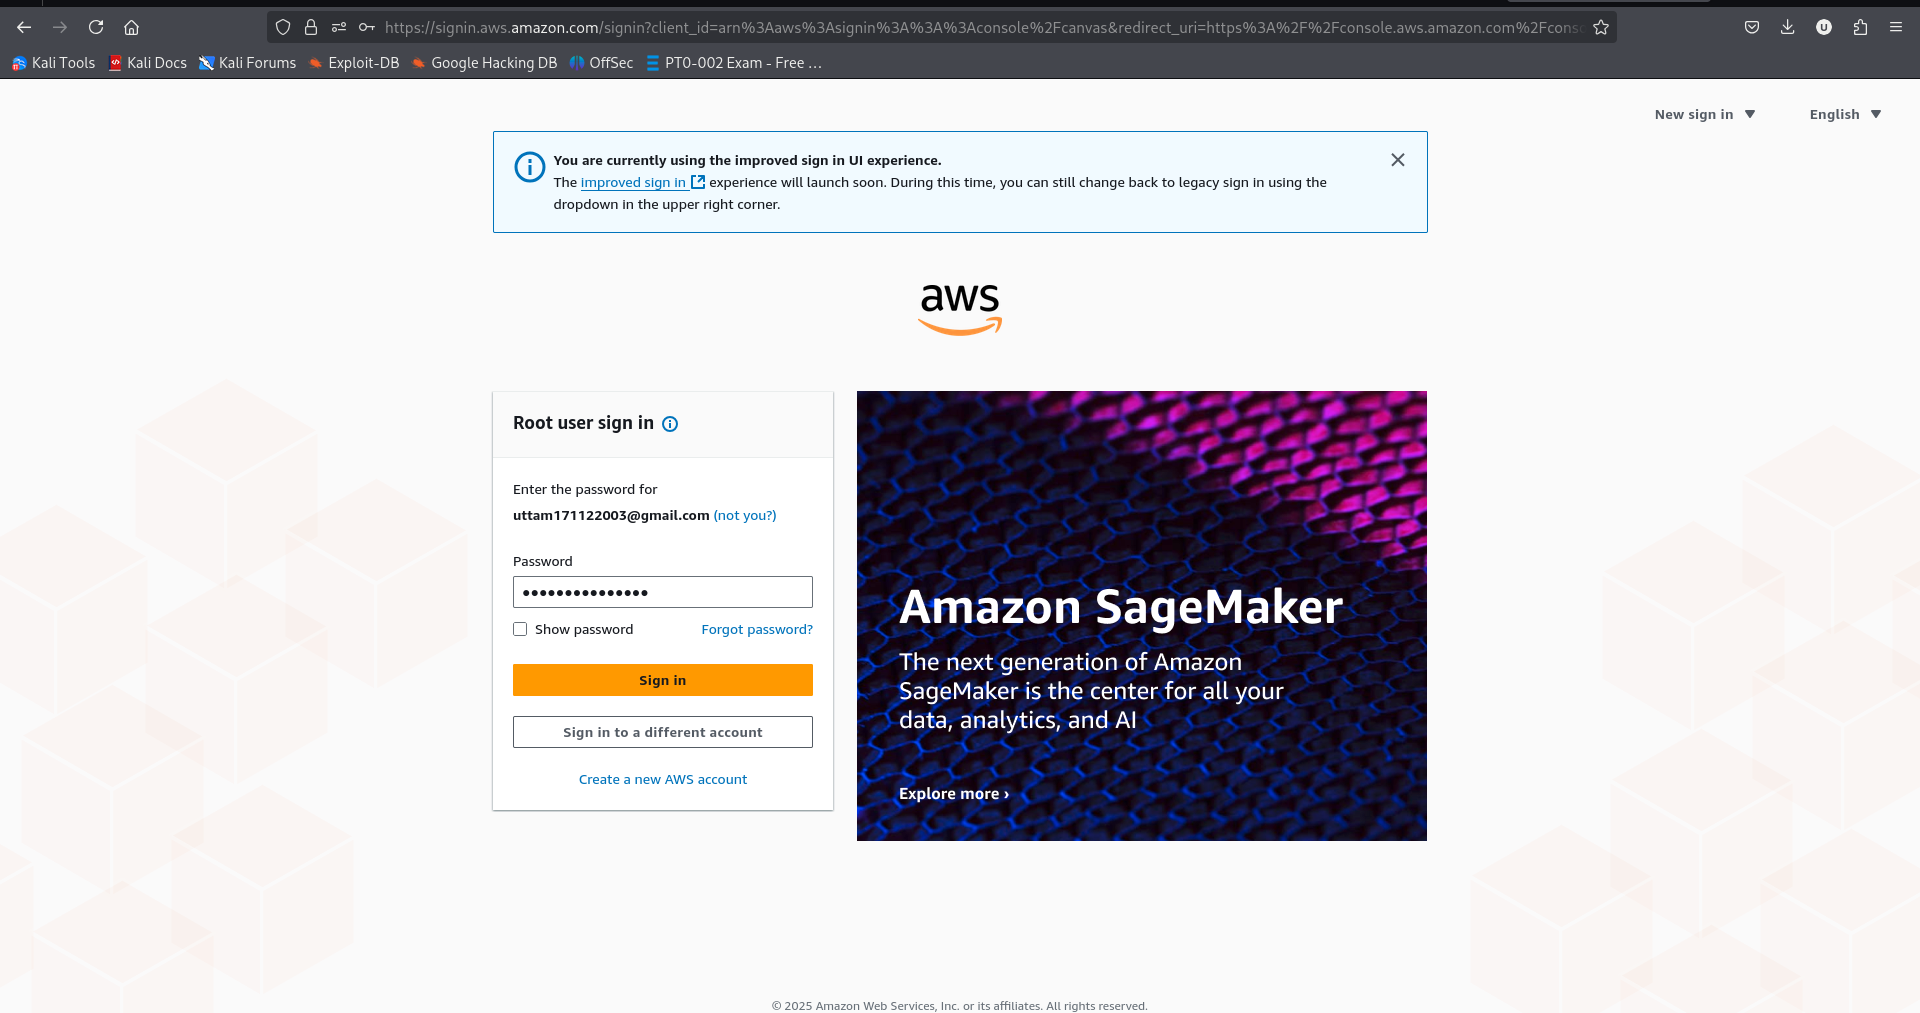 https://signin.aws.amazon.com/signin?client_id=arn%3Aaws%3Asignin%3A%3A%3Aconsole%2Fcanvas&redirect_uri=https%3A%2F%2Fconsole.aws.amazon.com%2Fcons
U
Kali Tools Kali Docs Kali Forums Exploit-DB Google Hacking DB OffSec PT0-002 Exam - Free ...
New sign in English
You are currently using the improved sign in UI experience.
The improved sign in experience will launch soon. During this time, you can still change back to legacy sign in using the
dropdown in the upper right corner.
aws
Root user sign in
Enter the password for
uttam171122003@gmail.com (not you?)
Password
•••••••••••••••
Show password Forgot password?
Sign in
Sign in to a different account
Create a new AWS account
Amazon SageMaker
The next generation of Amazon
SageMaker is the center for all your
data, analytics, and AI
Explore more ›
© 2025 Amazon Web Services, Inc. or its affiliates. All rights reserved.